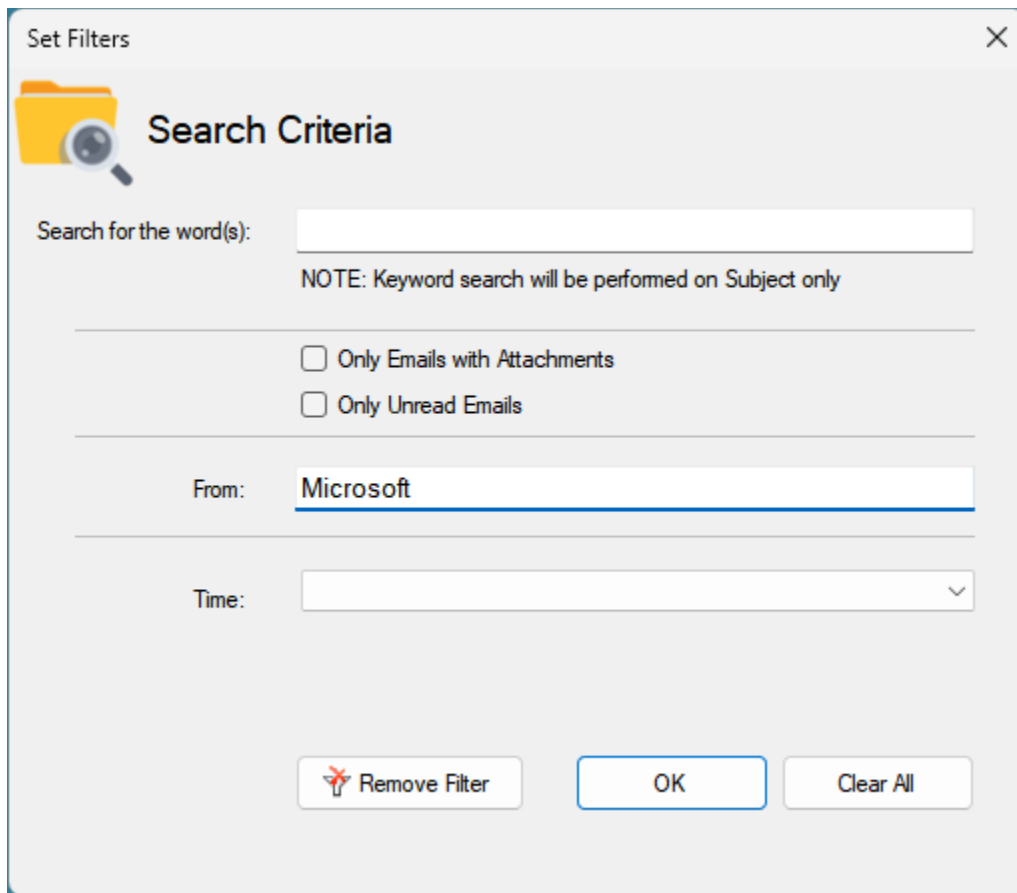 Set Filters
Search Criteria
Search for the word(s):
NOTE: Keyword search will be performed on Subject only
Only Emails with Attachments
Only Unread Emails
From: Microsoft
Time:
Remove Filter OK Clear All